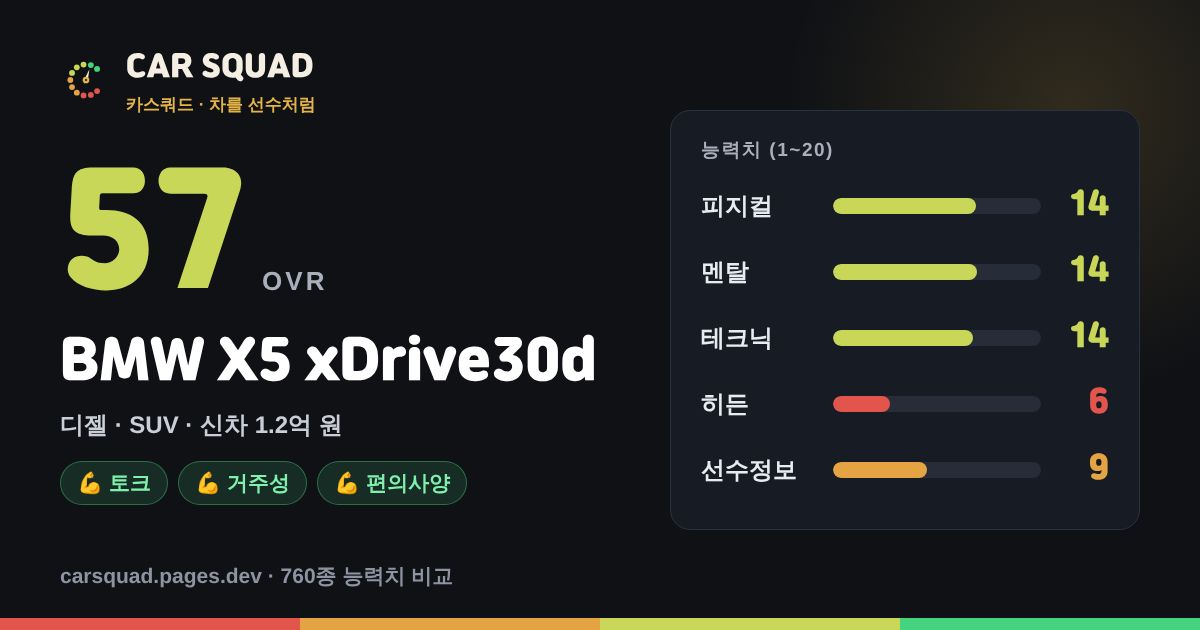 CAR SQUAD
카스쿼드 · 차를 선수처럼
57 OVR
BMW X5 xDrive30d
디젤 · SUV · 신차 1.2억 원
💪 토크
💪 거주성
💪 편의사양
carsquad.pages.dev · 760종 능력치 비교
능력치 (1~20)
피지컬 14
멘탈 14
테크닉 14
히든 6
선수정보 9